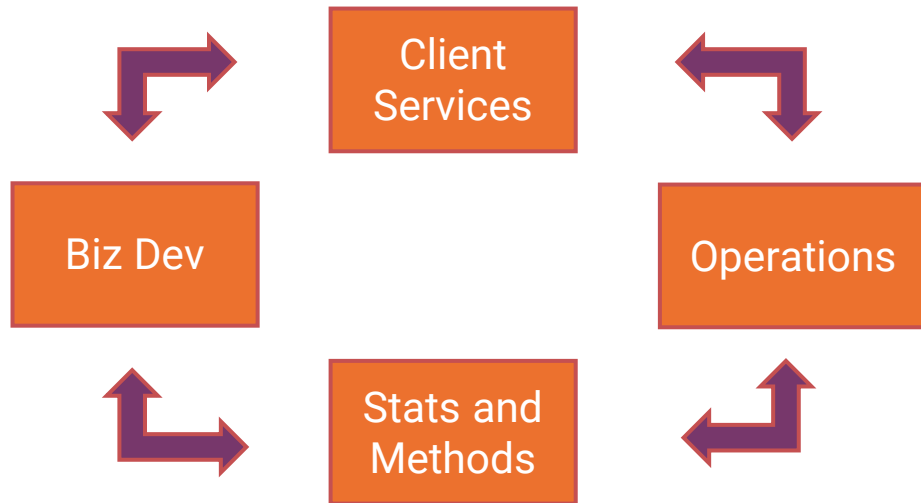 Client
Services
Biz Dev
Operations
Stats and
Methods